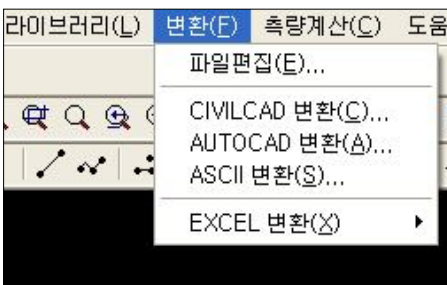 라이브러리(L) 변환(F) 측량계산(C) 도움
파일편집(E)...
CIVILCAD 변환(C)...
AUTOCAD 변환(A)...
ASCII 변환(S)...
EXCEL 변환(X)